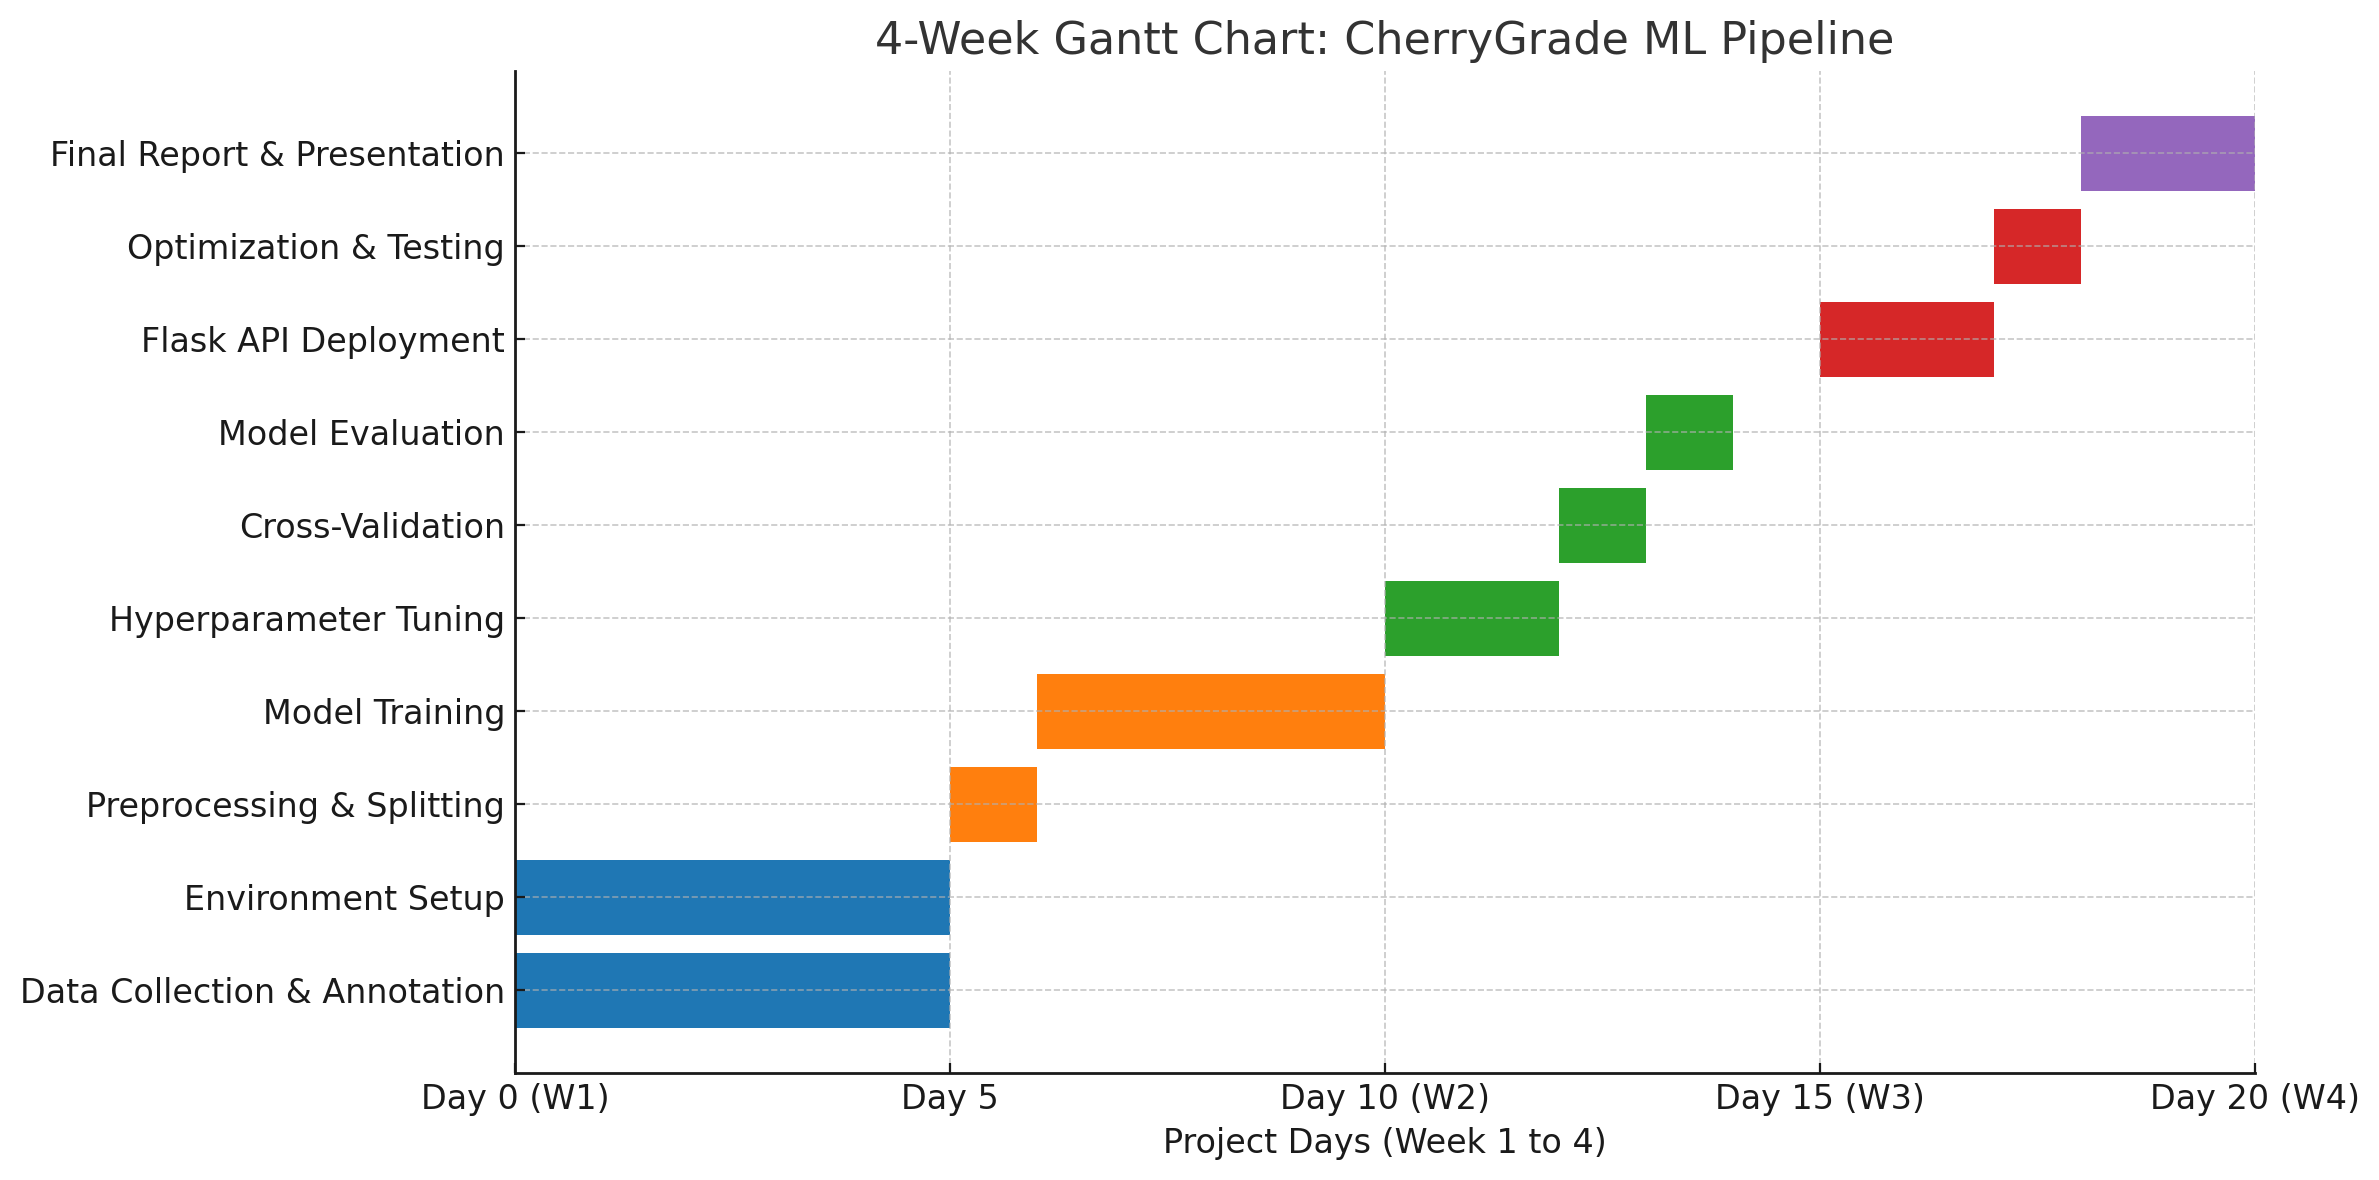 4-Week Gantt Chart: CherryGrade ML Pipeline
Final Report & Presentation
Optimization & Testing
Flask API Deployment
Model Evaluation
Cross-Validation
Hyperparameter Tuning
Model Training
Preprocessing & Splitting
Environment Setup
Data Collection & Annotation
Day 0 (W1) Day 5 Day 10 (W2) Day 15 (W3) Day 20 (W4)
Project Days (Week 1 to 4)